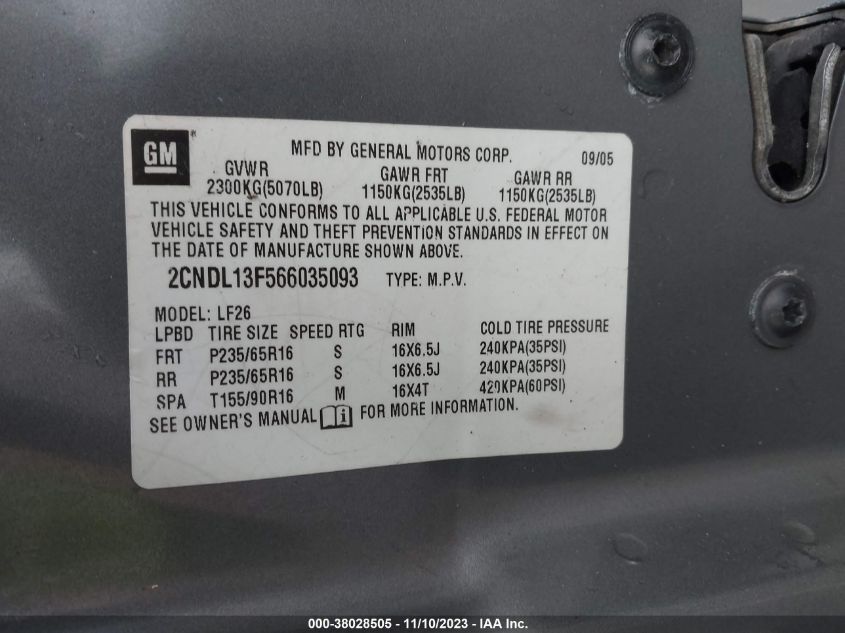 GM
MFD BY GENERAL MOTORS CORP. 09/05
GVWR GAWR FRT GAWR RR
2300KG(5070LB) 1150KG(2535LB) 1150KG(2535LB)
THIS VEHICLE CONFORMS TO ALL APPLICABLE U.S. FEDERAL MOTOR
VEHICLE SAFETY AND THEFT PREVENTION STANDARDS IN EFFECT ON
THE DATE OF MANUFACTURE SHOWN ABOVE.
2CNDL13F566035093 TYPE: M.P.V.
MODEL: LF26
LPBD TIRE SIZE SPEED RTG RIM COLD TIRE PRESSURE
FRT P235/65R16 S 16X6.5J 240KPA(35PSI)
RR P235/65R16 S 16X6.5J 240KPA(35PSI)
SPA T155/90R16 M 16X4T 420KPA(60PSI)
SEE OWNER'S MANUAL i FOR MORE INFORMATION.
000-38028505 - 11/10/2023 - IAA Inc.